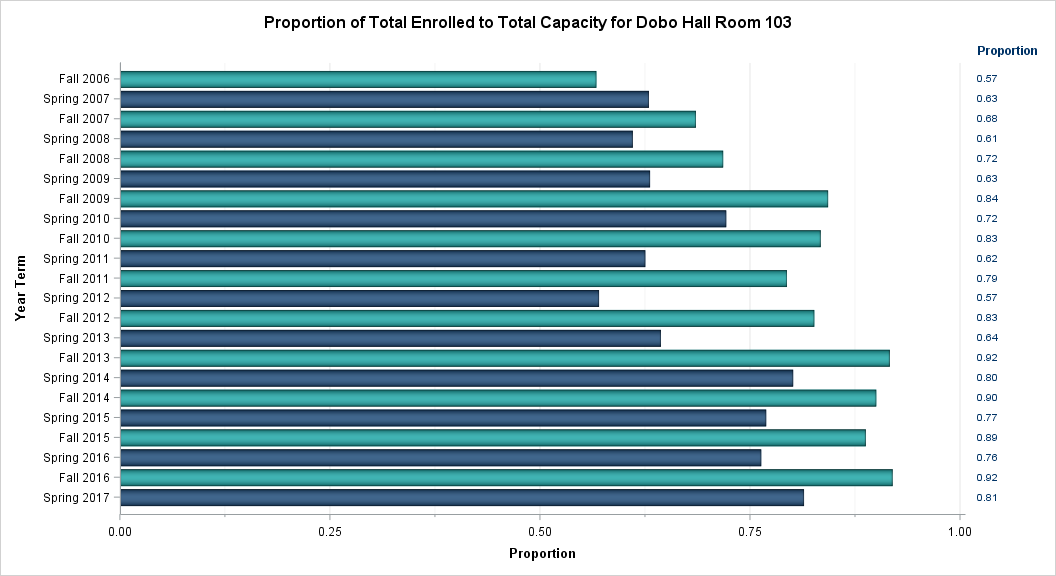 Proportion of Total Enrolled to Total Capacity for Dobo Hall Room 103
Proportion
Fall 2006 0.57
Spring 2007 0.63
Fall 2007 0.68
Spring 2008 0.61
Fall 2008 0.72
Spring 2009 0.63
Fall 2009 0.84
Spring 2010 0.72
Fall 2010 0.83
Spring 2011 0.62
Fall 2011 0.79
Spring 2012 0.57
Fall 2012 0.83
Spring 2013 0.64
Fall 2013 0.92
Spring 2014 0.80
Fall 2014 0.90
Spring 2015 0.77
Fall 2015 0.89
Spring 2016 0.76
Fall 2016 0.92
Spring 2017 0.81
Year Term
0.00 0.25 0.50 0.75 1.00
Proportion